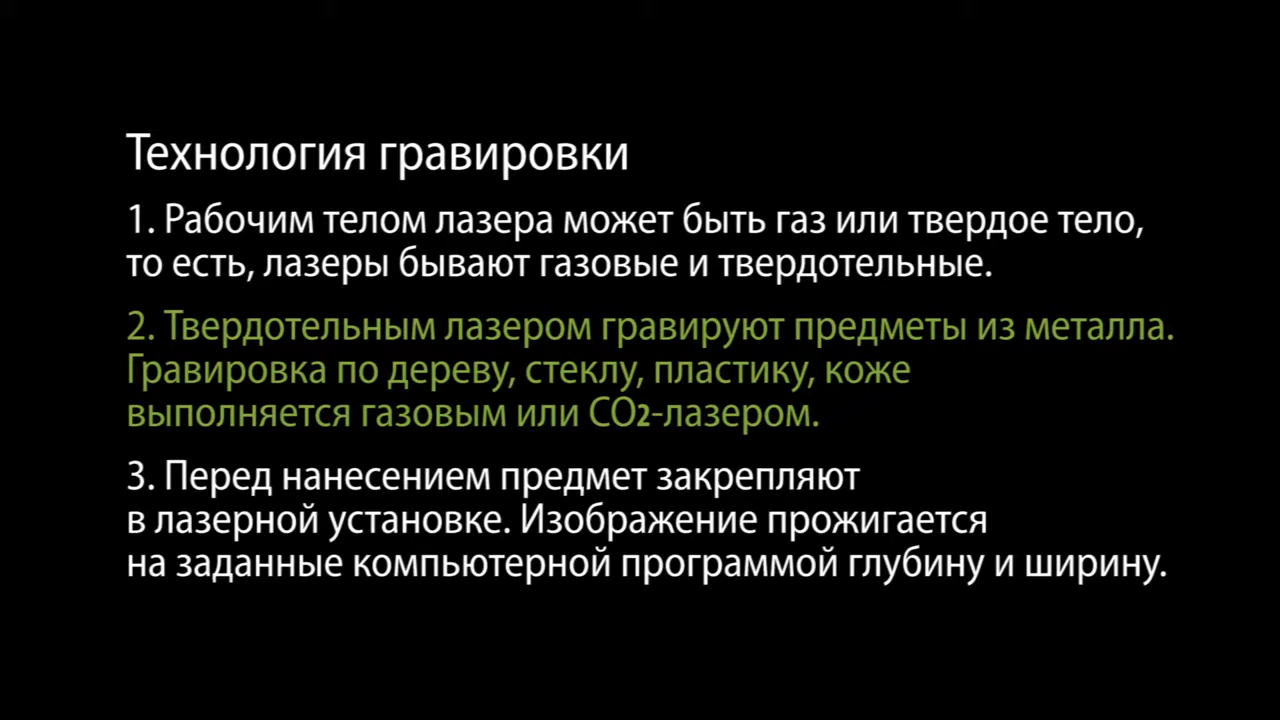 Технология гравировки
1. Рабочим телом лазера может быть газ или твердое тело,
то есть, лазеры бывают газовые и твердотельные.
2. Твердотельным лазером гравируют предметы из металла.
Гравировка по дереву, стеклу, пластику, коже
выполняется газовым или СО2-лазером.
3. Перед нанесением предмет закрепляют
в лазерной установке. Изображение прожигается
на заданные компьютерной программой глубину и ширину.